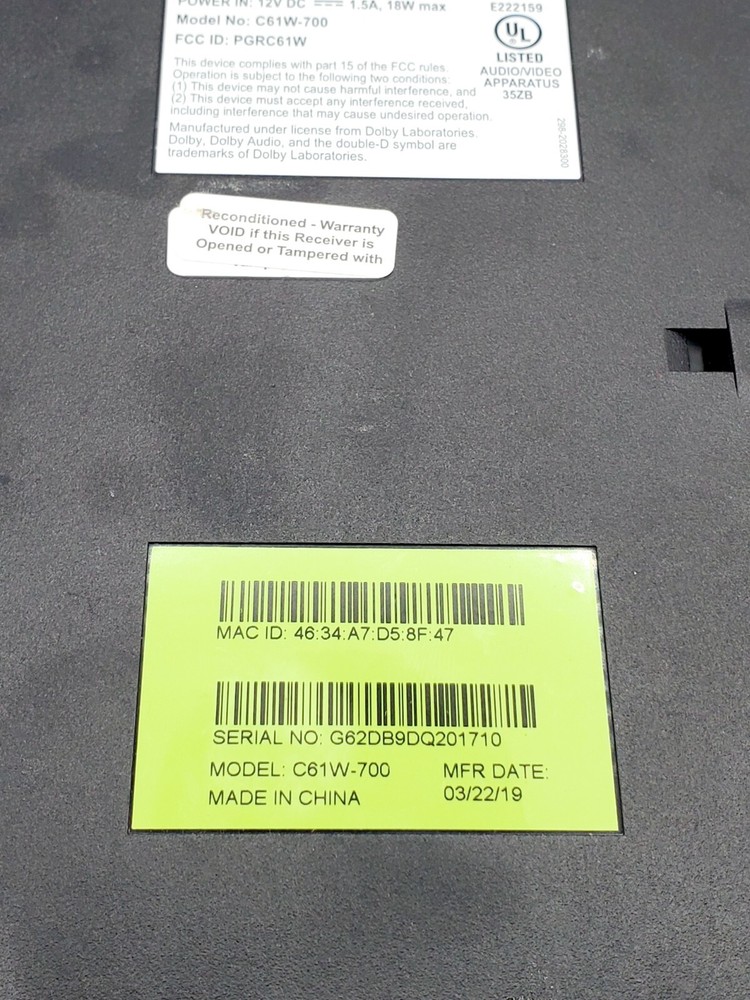 POWER IN: 12V DC 1.5A, 18W max
Model No: C61W-700
FCC ID: PGRC61W
E222159
UL
LISTED
AUDIO/VIDEO
APPARATUS
35ZB
This device complies with part 15 of the FCC rules.
Operation is subject to the following two conditions:
(1) This device may not cause harmful interference, and
(2) This device must accept any interference received,
including interference that may cause undesired operation.
Manufactured under license from Dolby Laboratories.
Dolby, Dolby Audio, and the double-D symbol are
trademarks of Dolby Laboratories.
Reconditioned - Warranty
VOID if this Receiver is
Opened or Tampered with
MAC ID: 46:34:A7:D5:8F:47
SERIAL NO: G62DB9DQ201710
MODEL: C61W-700
MADE IN CHINA
MFR DATE:
03/22/19